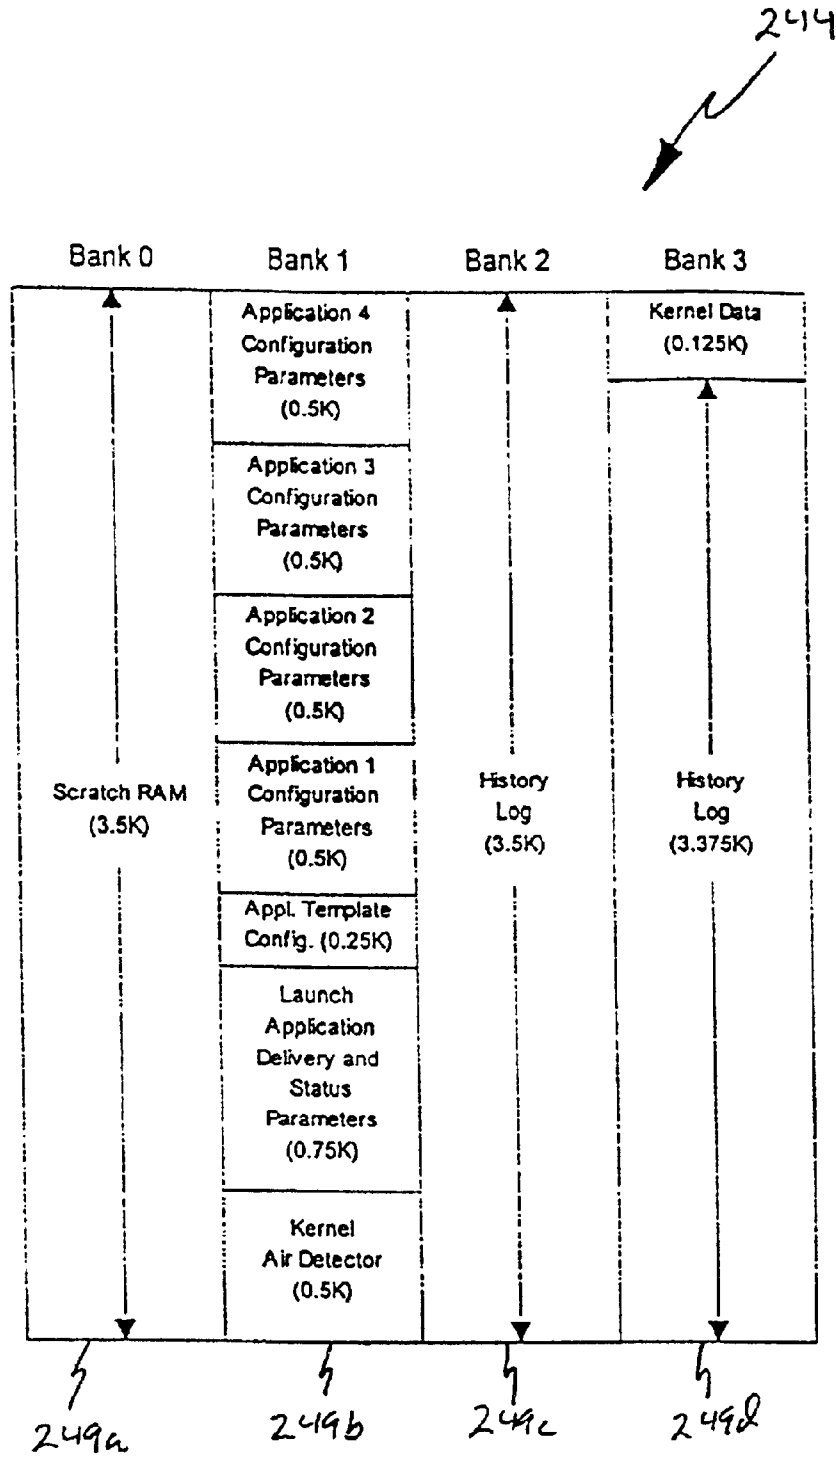 244
Bank 0 Bank 1 Bank 2 Bank 3
Scratch RAM
(3.5K)
Application 4
Configuration
Parameters
(0.5K)
Application 3
Configuration
Parameters
(0.5K)
Application 2
Configuration
Parameters
(0.5K)
Application 1
Configuration
Parameters
(0.5K)
Appl. Template
Config. (0.25K)
Launch
Application
Delivery and
Status
Parameters
(0.75K)
Kernel
Air Detector
(0.5K)
History
Log
(3.5K)
Kernel Data
(0.125K)
History
Log
(3.375K)
249a 249b 249c 249d